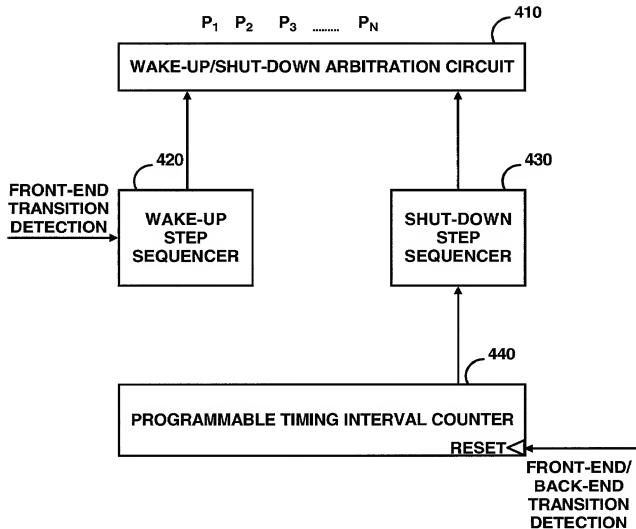 P1 P2 P3 ........ PN
410
WAKE-UP/SHUT-DOWN ARBITRATION CIRCUIT
420
430
FRONT-END
TRANSITION
DETECTION
WAKE-UP
STEP
SEQUENCER
SHUT-DOWN
STEP
SEQUENCER
440
PROGRAMMABLE TIMING INTERVAL COUNTER
RESET
FRONT-END/
BACK-END
TRANSITION
DETECTION